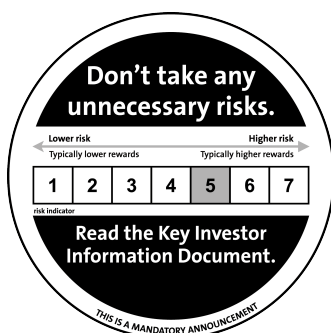 Don't take any
unnecessary risks.
Lower risk Higher risk
Typically lower rewards Typically higher rewards
1 2 3 4 5 6 7
risk indicator
Read the Key Investor
Information Document.
THIS IS A MANDATORY ANNOUNCEMENT